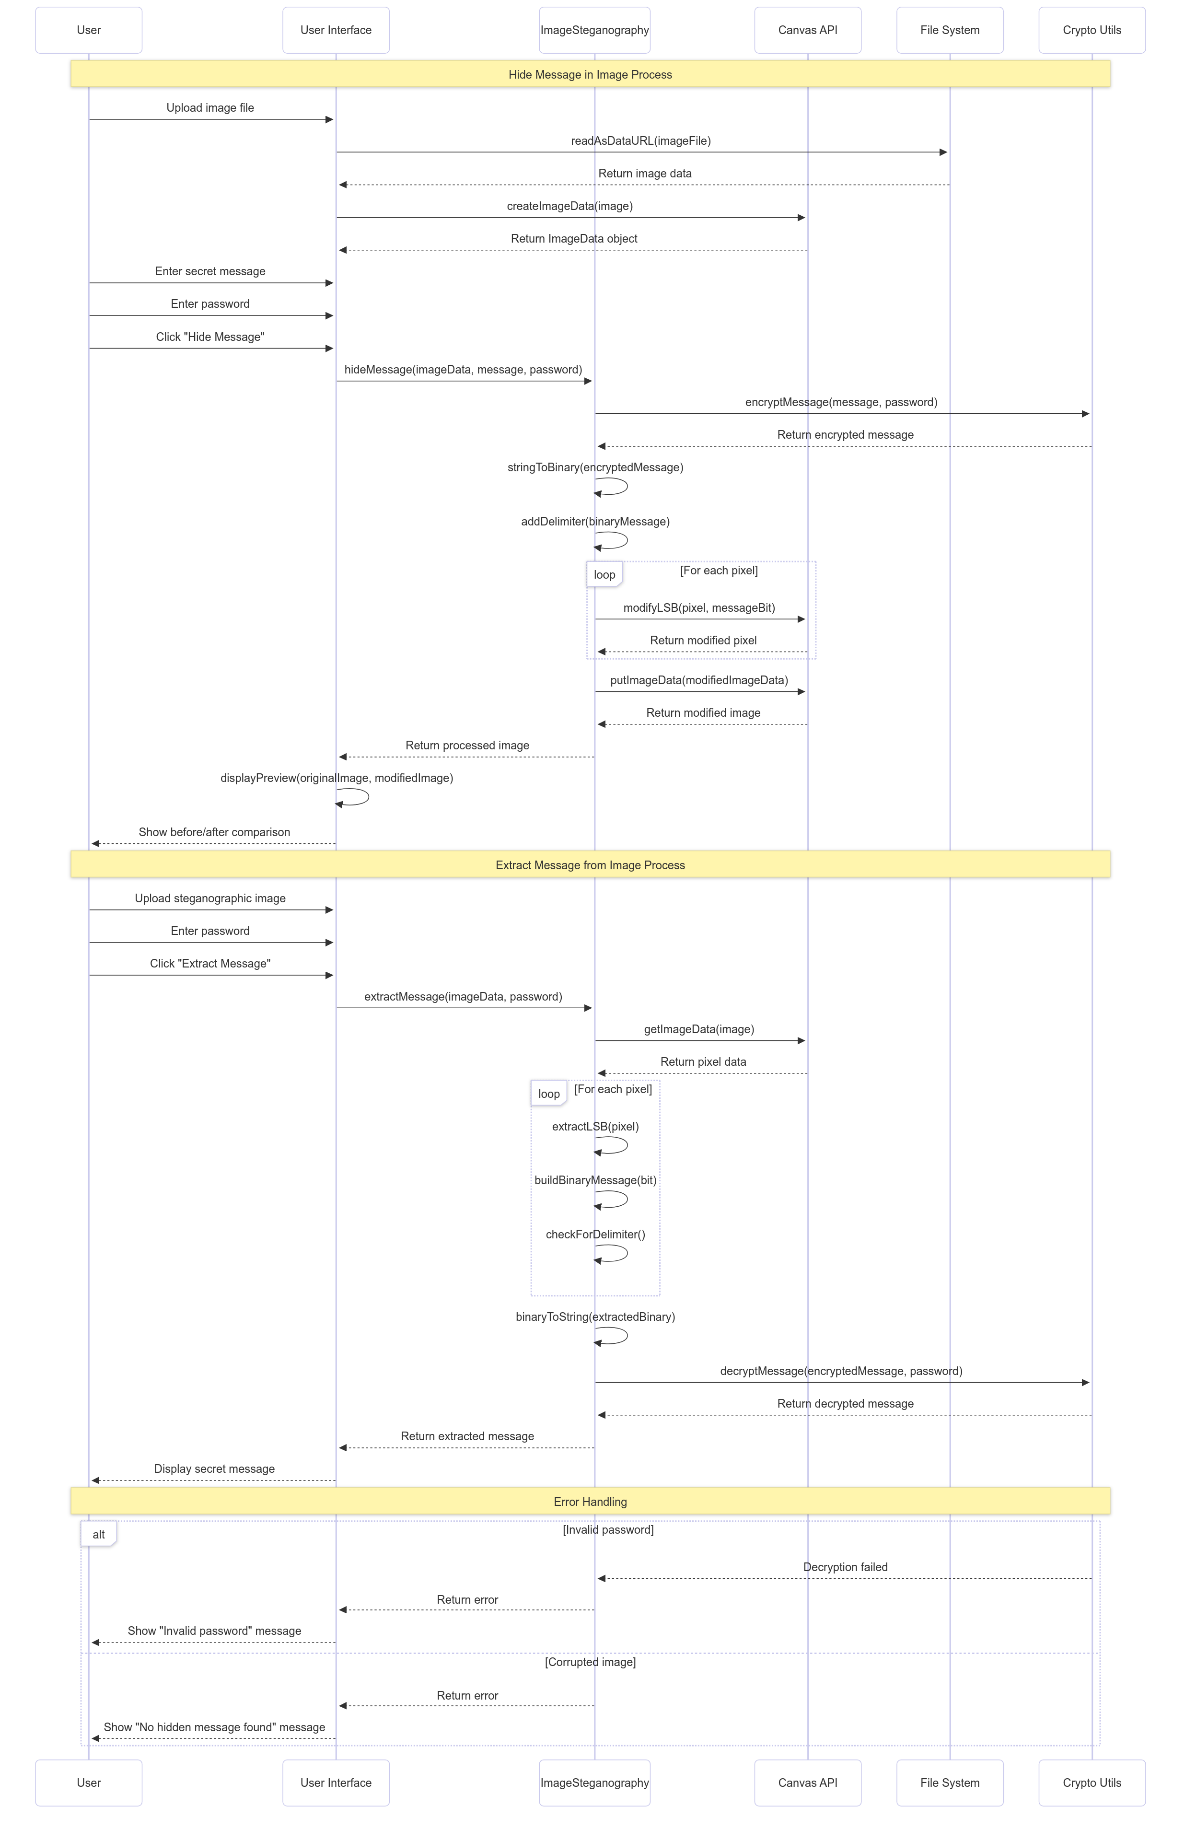 User
User Interface
ImageSteganography
Canvas API
File System
Crypto Utils
Hide Message in Image Process
Upload image file
readAsDataURL(imageFile)
Return image data
createImageData(image)
Return ImageData object
Enter secret message
Enter password
Click "Hide Message"
hideMessage(imageData, message, password)
encryptMessage(message, password)
Return encrypted message
stringToBinary(encryptedMessage)
addDelimiter(binaryMessage)
loop
[For each pixel]
modifyLSB(pixel, messageBit)
Return modified pixel
putImageData(modifiedImageData)
Return modified image
Return processed image
displayPreview(originalImage, modifiedImage)
Show before/after comparison
Extract Message from Image Process
Upload steganographic image
Enter password
Click "Extract Message"
extractMessage(imageData, password)
getImageData(image)
Return pixel data
loop
[For each pixel]
extractLSB(pixel)
buildBinaryMessage(bit)
checkForDelimiter()
binaryToString(extractedBinary)
decryptMessage(encryptedMessage, password)
Return decrypted message
Return extracted message
Display secret message
Error Handling
alt
[Invalid password]
Decryption failed
Return error
Show "Invalid password" message
[Corrupted image]
Return error
Show "No hidden message found" message
User
User Interface
ImageSteganography
Canvas API
File System
Crypto Utils